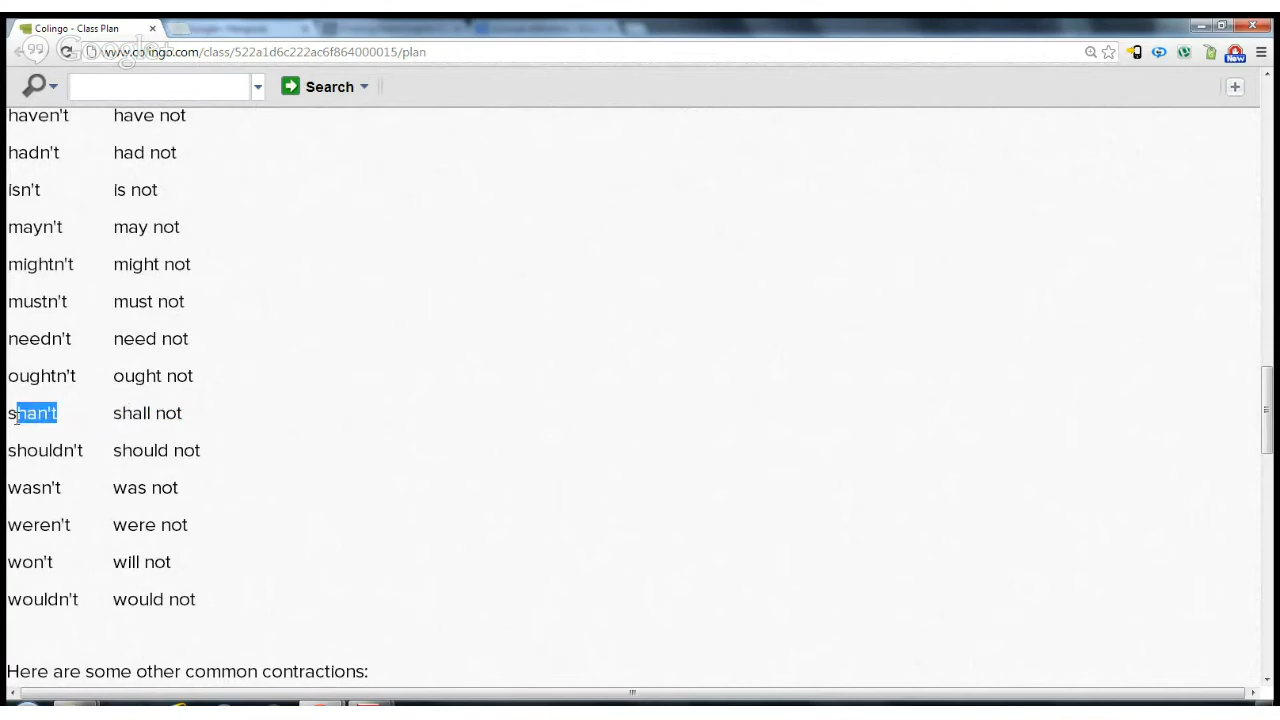 Colingo - Class Plan
Google+
www.colingo.com/class/522a1d6c222ac6f864000015/plan
New
Search
haven't have not
hadn't had not
isn't is not
mayn't may not
mightn't might not
mustn't must not
needn't need not
oughtn't ought not
shan't shall not
shouldn't should not
wasn't was not
weren't were not
won't will not
wouldn't would not
Here are some other common contractions: